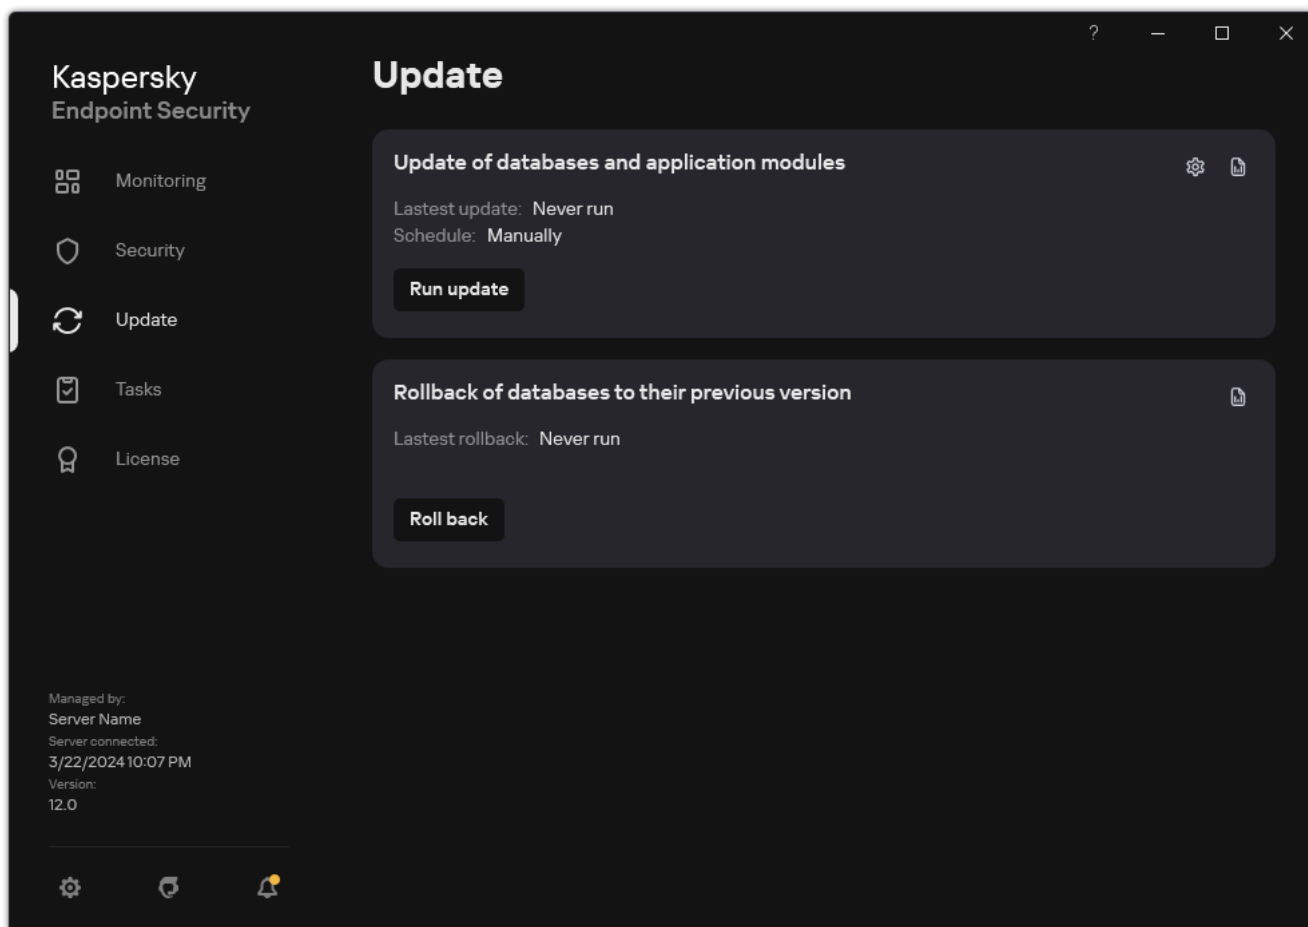 ?
Kaspersky
Endpoint Security
Monitoring
Security
Update
Tasks
License
Managed by:
Server Name
Server connected:
3/22/2024 10:07 PM
Version:
12.0
Update
Update of databases and application modules
Lastest update: Never run
Schedule: Manually
Run update
Rollback of databases to their previous version
Lastest rollback: Never run
Roll back